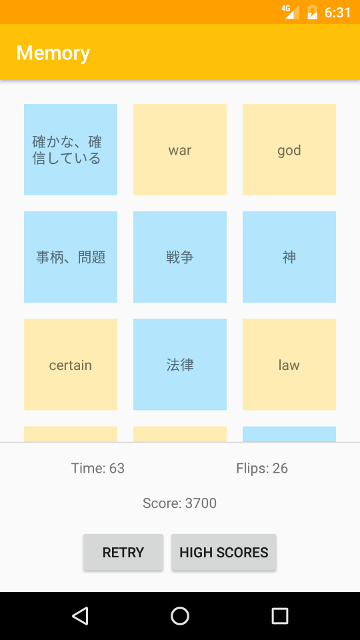 4G 6:31
Memory
確かな、確
信している
war
god
事柄、問題
戦争
神
certain
法律
law
Time: 63
Flips: 26
Score: 3700
RETRY
HIGH SCORES